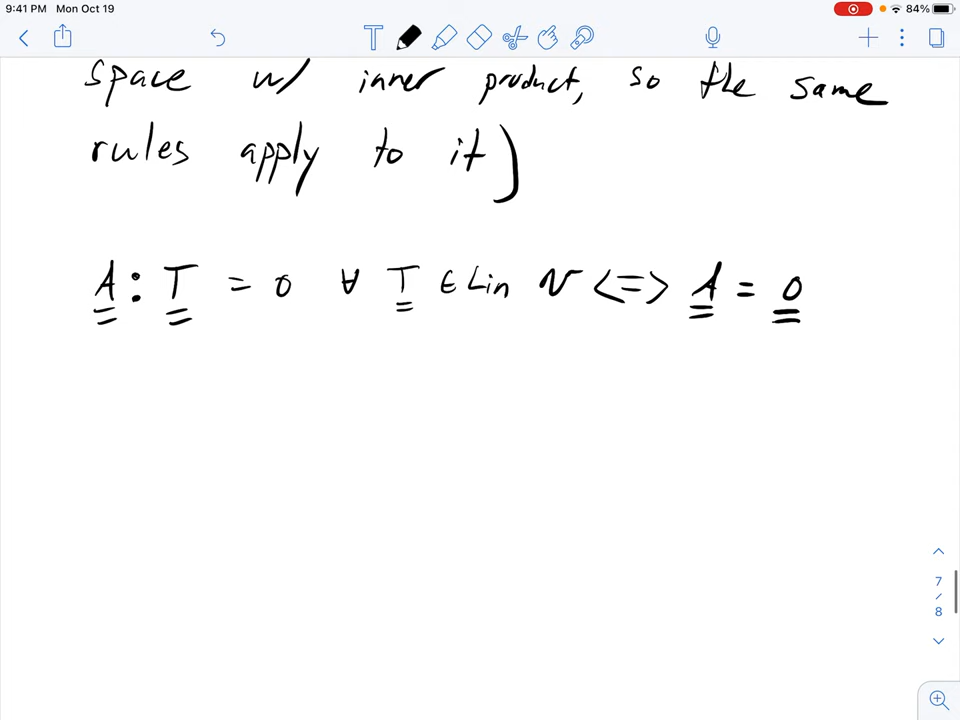 9:41 PM Mon Oct 19 84%
space w/ inner product, so the same
rules apply to it)
A : T = 0 ∀ T ∈ Lin V <=> A = 0
7
/
8